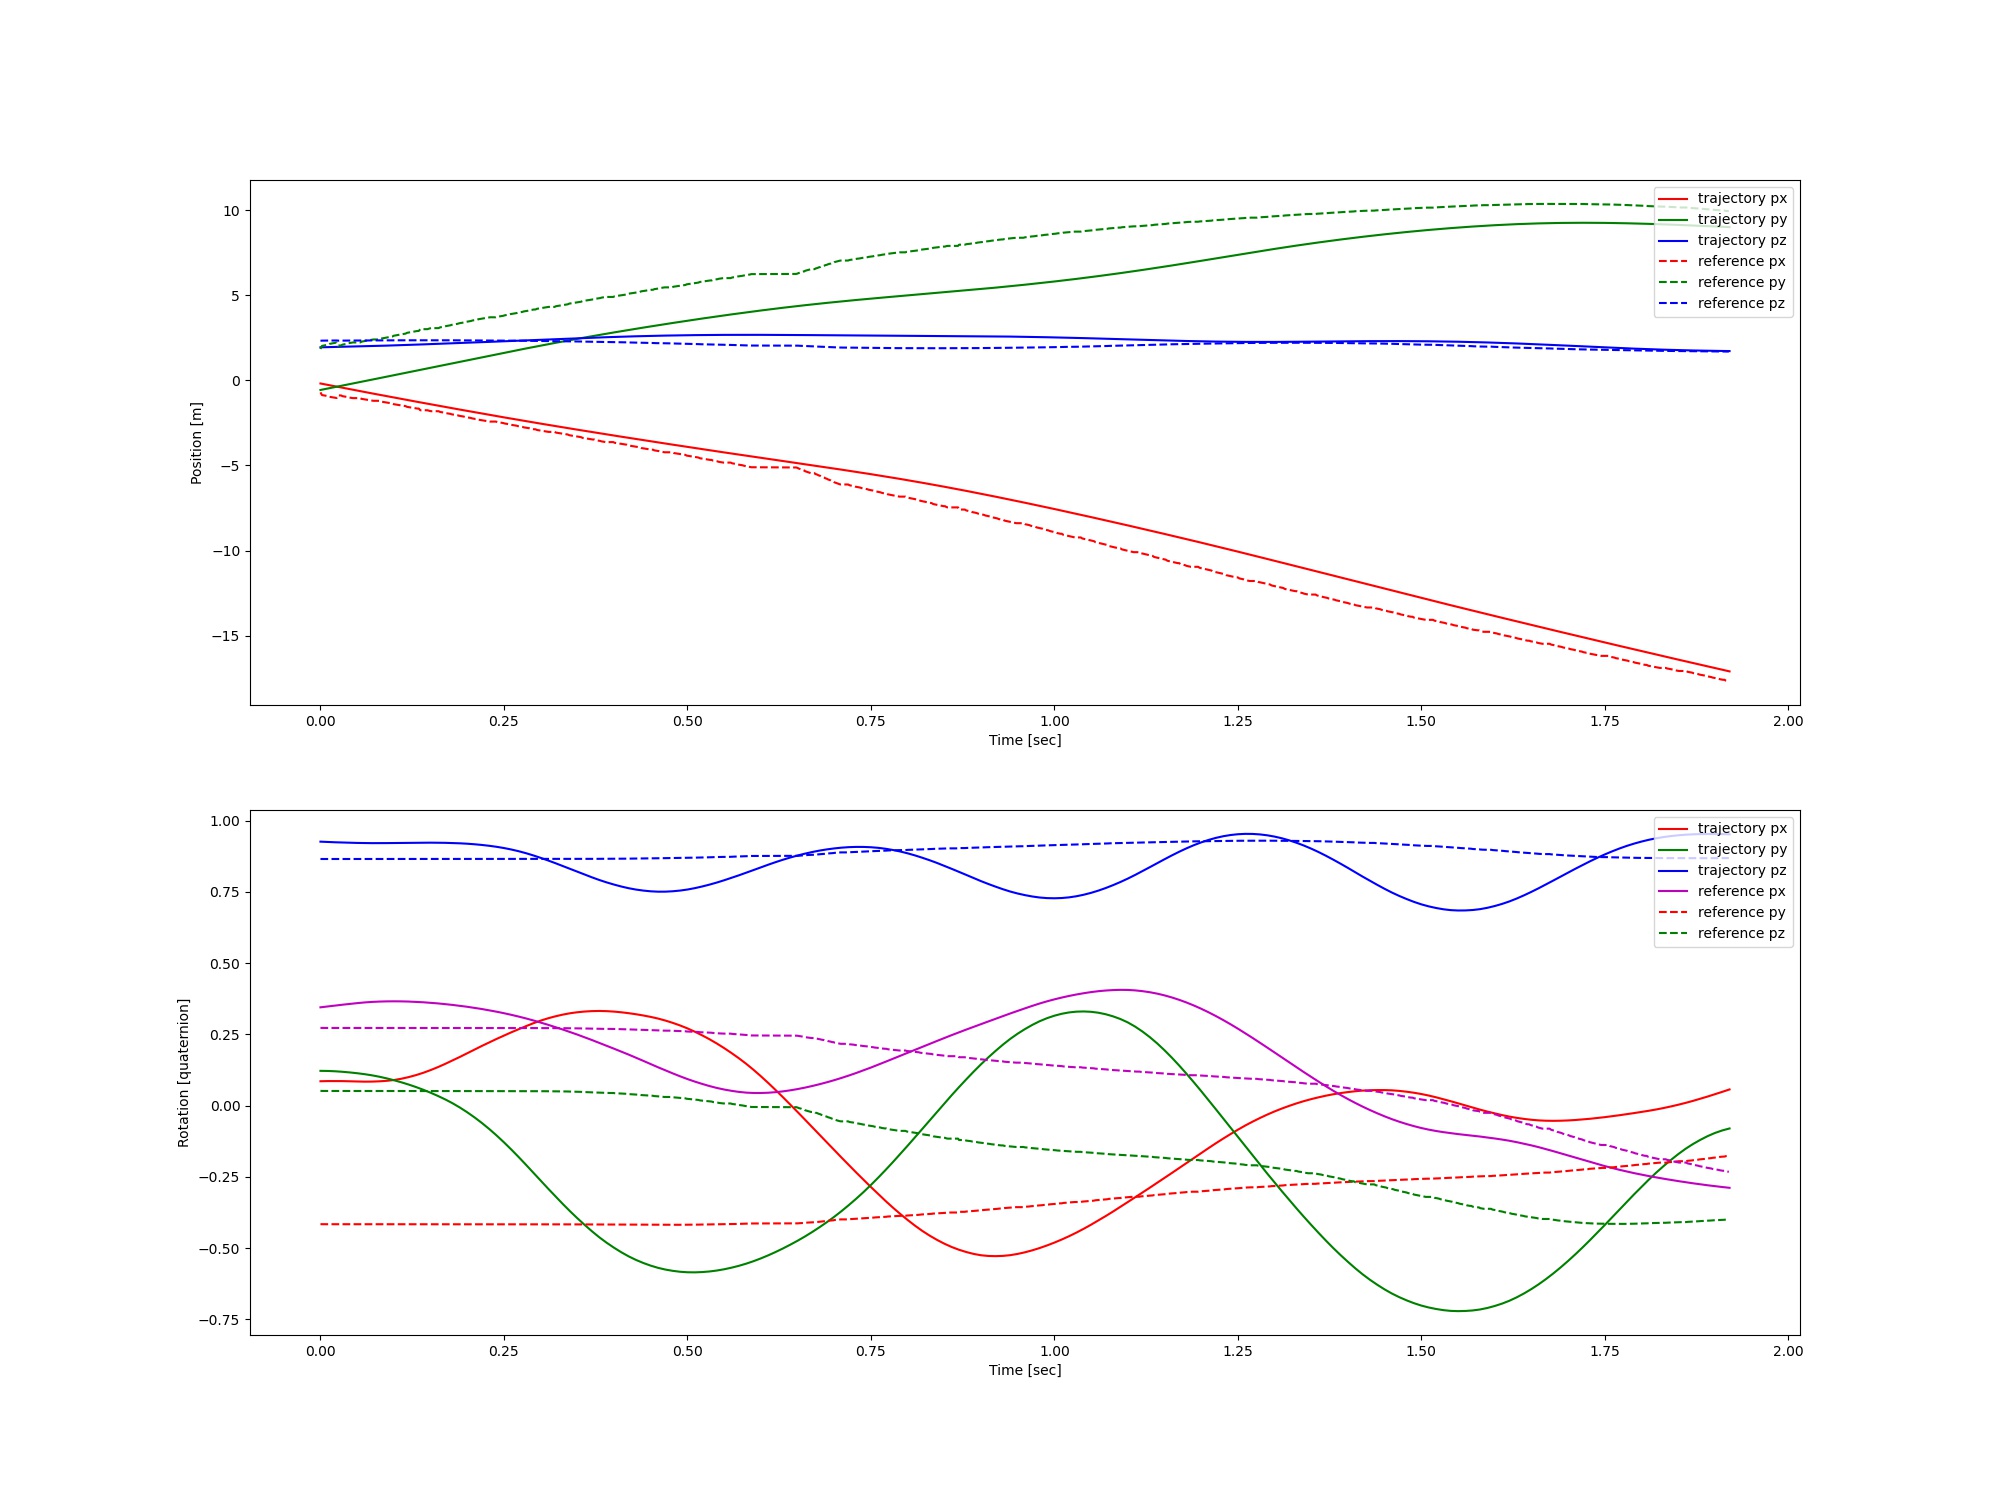 10
5
0
−5
−10
−15
Position [m]
0.00 0.25 0.50 0.75 1.00 1.25 1.50 1.75 2.00
Time [sec]
trajectory px
trajectory py
trajectory pz
reference px
reference py
reference pz
1.00
0.75
0.50
0.25
0.00
−0.25
−0.50
−0.75
Rotation [quaternion]
0.00 0.25 0.50 0.75 1.00 1.25 1.50 1.75 2.00
Time [sec]
trajectory px
trajectory py
trajectory pz
reference px
reference py
reference pz